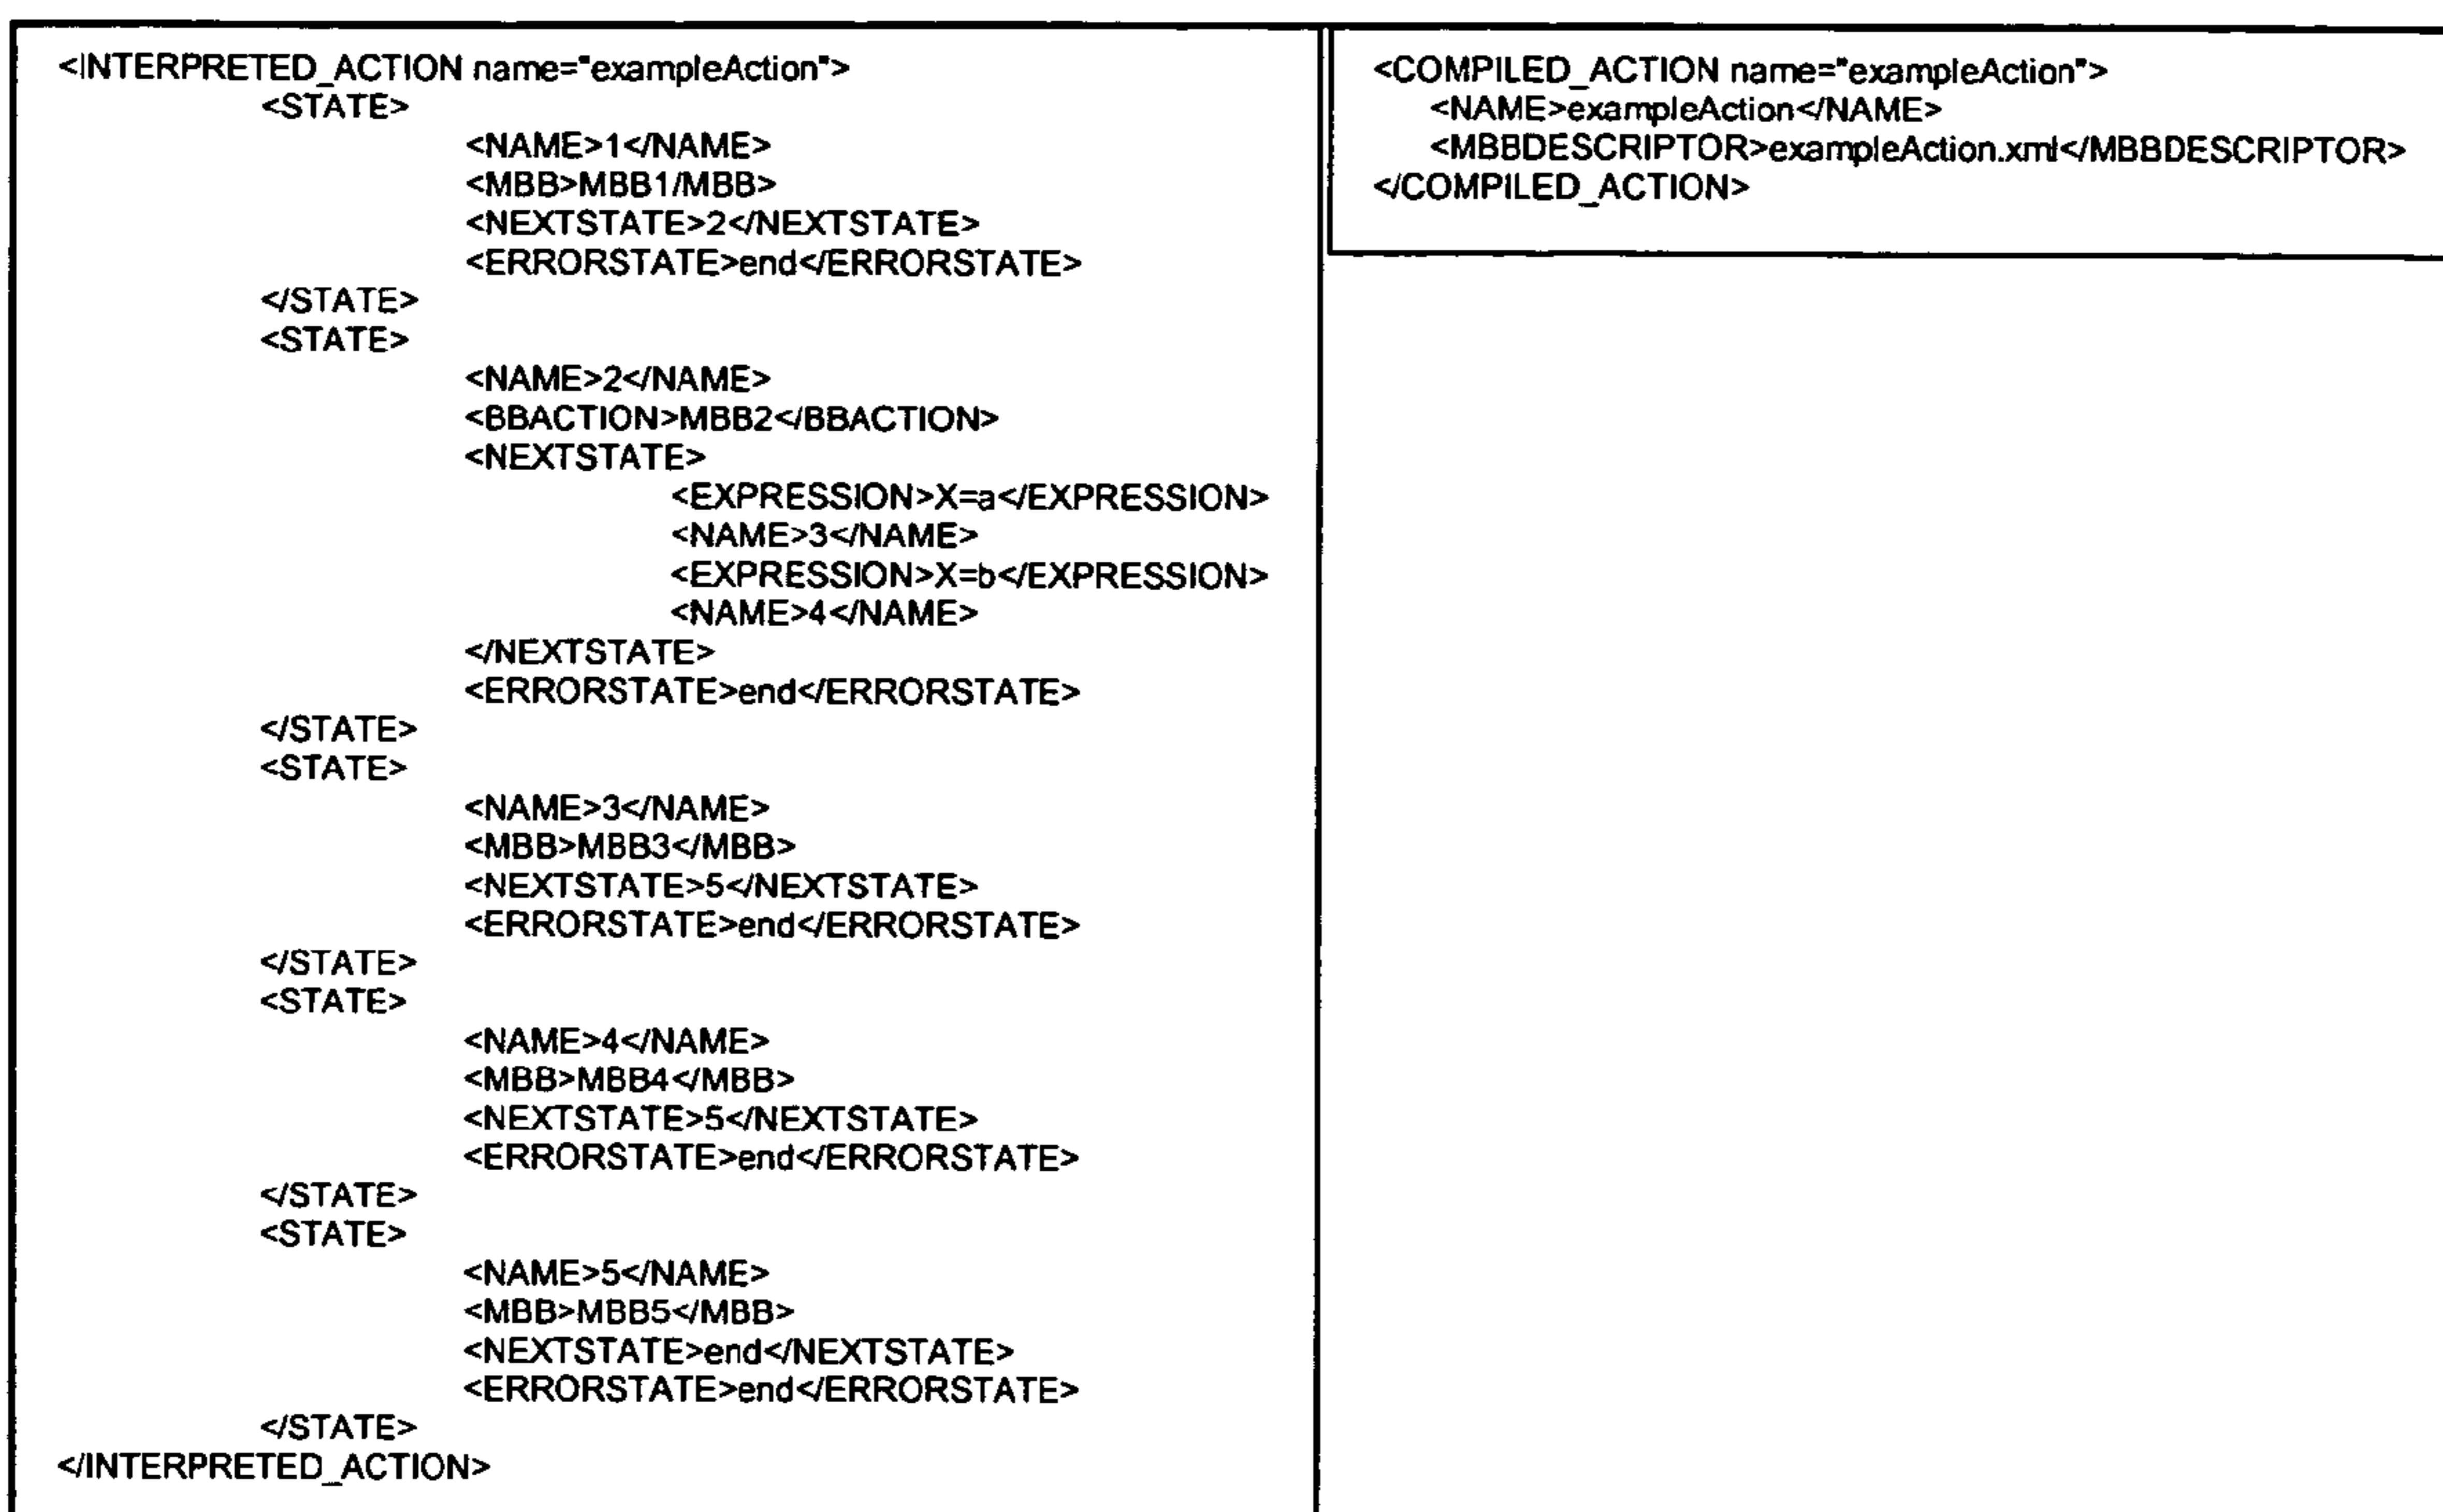 <INTERPRETED_ACTION name="exampleAction">
<STATE>
<NAME>1</NAME>
<MBB>MBB1/MBB>
<NEXTSTATE>2</NEXTSTATE>
<ERRORSTATE>end</ERRORSTATE>
</STATE>
<STATE>
<NAME>2</NAME>
<BBACTION>MBB2</BBACTION>
<NEXTSTATE>
<EXPRESSION>X=a</EXPRESSION>
<NAME>3</NAME>
<EXPRESSION>X=b</EXPRESSION>
<NAME>4</NAME>
</NEXTSTATE>
<ERRORSTATE>end</ERRORSTATE>
</STATE>
<STATE>
<NAME>3</NAME>
<MBB>MBB3</MBB>
<NEXTSTATE>5</NEXTSTATE>
<ERRORSTATE>end</ERRORSTATE>
</STATE>
<STATE>
<NAME>4</NAME>
<MBB>MBB4</MBB>
<NEXTSTATE>5</NEXTSTATE>
<ERRORSTATE>end</ERRORSTATE>
</STATE>
<STATE>
<NAME>5</NAME>
<MBB>MBB5</MBB>
<NEXTSTATE>end</NEXTSTATE>
<ERRORSTATE>end</ERRORSTATE>
</STATE>
</INTERPRETED_ACTION>
<COMPILED_ACTION name="exampleAction">
<NAME>exampleAction</NAME>
<MBBDESCRIPTOR>exampleAction.xml</MBBDESCRIPTOR>
</COMPILED_ACTION>